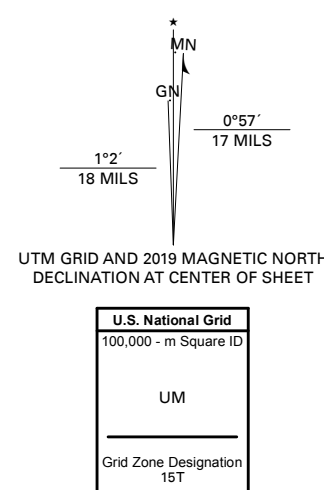 ★
MN
GN
0°57´
17 MILS
1°2´
18 MILS
UTM GRID AND 2019 MAGNETIC NORTH
DECLINATION AT CENTER OF SHEET
U.S. National Grid
100,000 - m Square ID
UM
Grid Zone Designation
15T